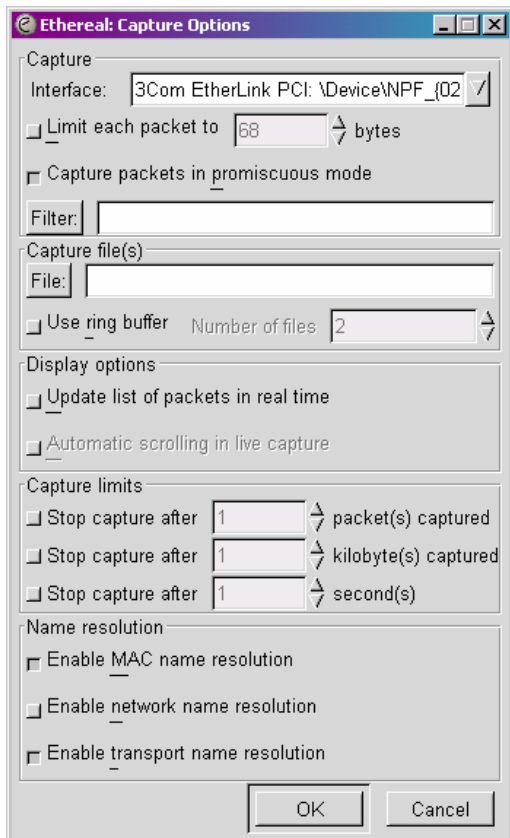 Ethereal: Capture Options
Capture
Interface: 3Com EtherLink PCI: \Device\NPF_{02
Limit each packet to 68 bytes
Capture packets in promiscuous mode
Filter:
Capture file(s)
File:
Use ring buffer Number of files 2
Display options
Update list of packets in real time
Automatic scrolling in live capture
Capture limits
Stop capture after 1 packet(s) captured
Stop capture after 1 kilobyte(s) captured
Stop capture after 1 second(s)
Name resolution
Enable MAC name resolution
Enable network name resolution
Enable transport name resolution
OK Cancel